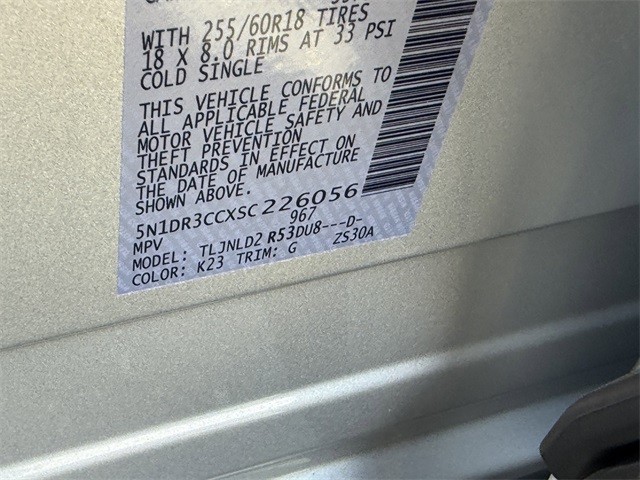 WITH 255/60R18 TIRES
18 X 8.0 RIMS AT 33 PSI
COLD SINGLE
THIS VEHICLE CONFORMS TO
ALL APPLICABLE FEDERAL
MOTOR VEHICLE SAFETY AND
THEFT PREVENTION
STANDARDS IN EFFECT ON
THE DATE OF MANUFACTURE
SHOWN ABOVE.
5N1DR3CCXSC226056
MPV 967
MODEL: TLJNLD2 R53DU8---D-
COLOR: K23 TRIM: G ZS30A